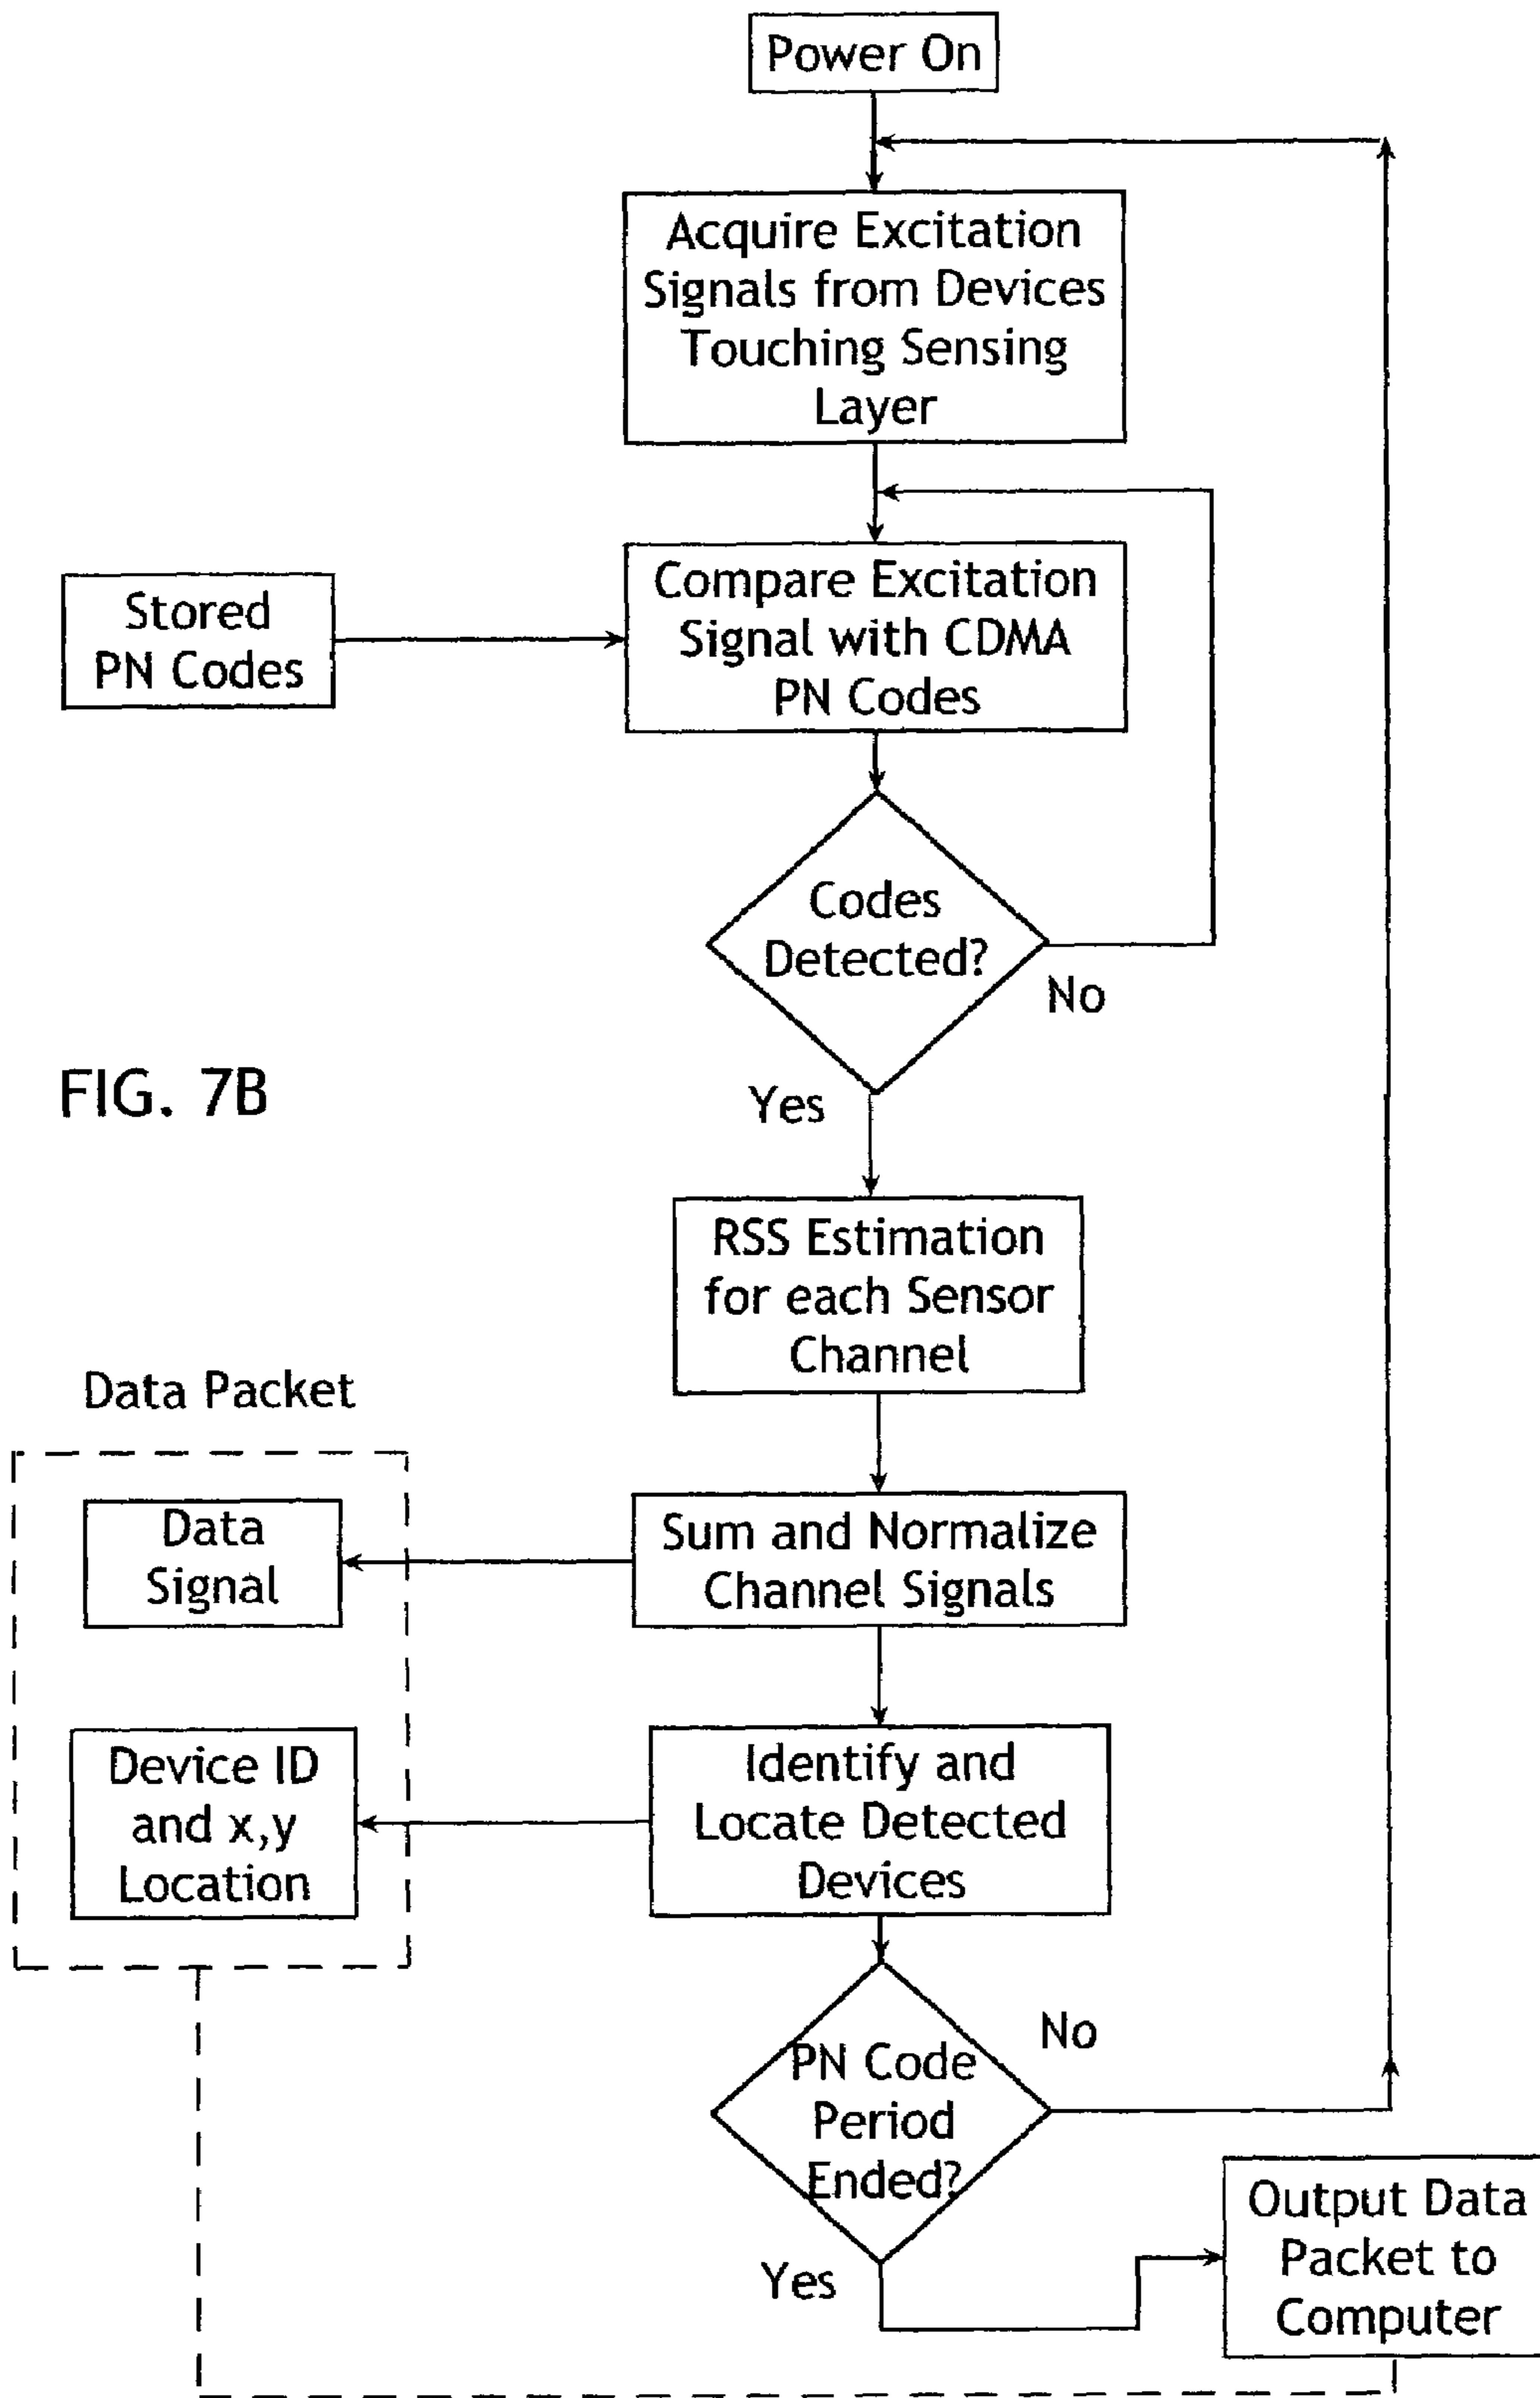 Power On
Acquire Excitation
Signals from Devices
Touching Sensing
Layer
Stored
PN Codes
Compare Excitation
Signal with CDMA
PN Codes
Codes
Detected?
No
FIG. 7B
Yes
RSS Estimation
for each Sensor
Channel
Data Packet
Data
Signal
Sum and Normalize
Channel Signals
Device ID
and x,y
Location
Identify and
Locate Detected
Devices
No
PN Code
Period
Ended?
Yes
Output Data
Packet to
Computer